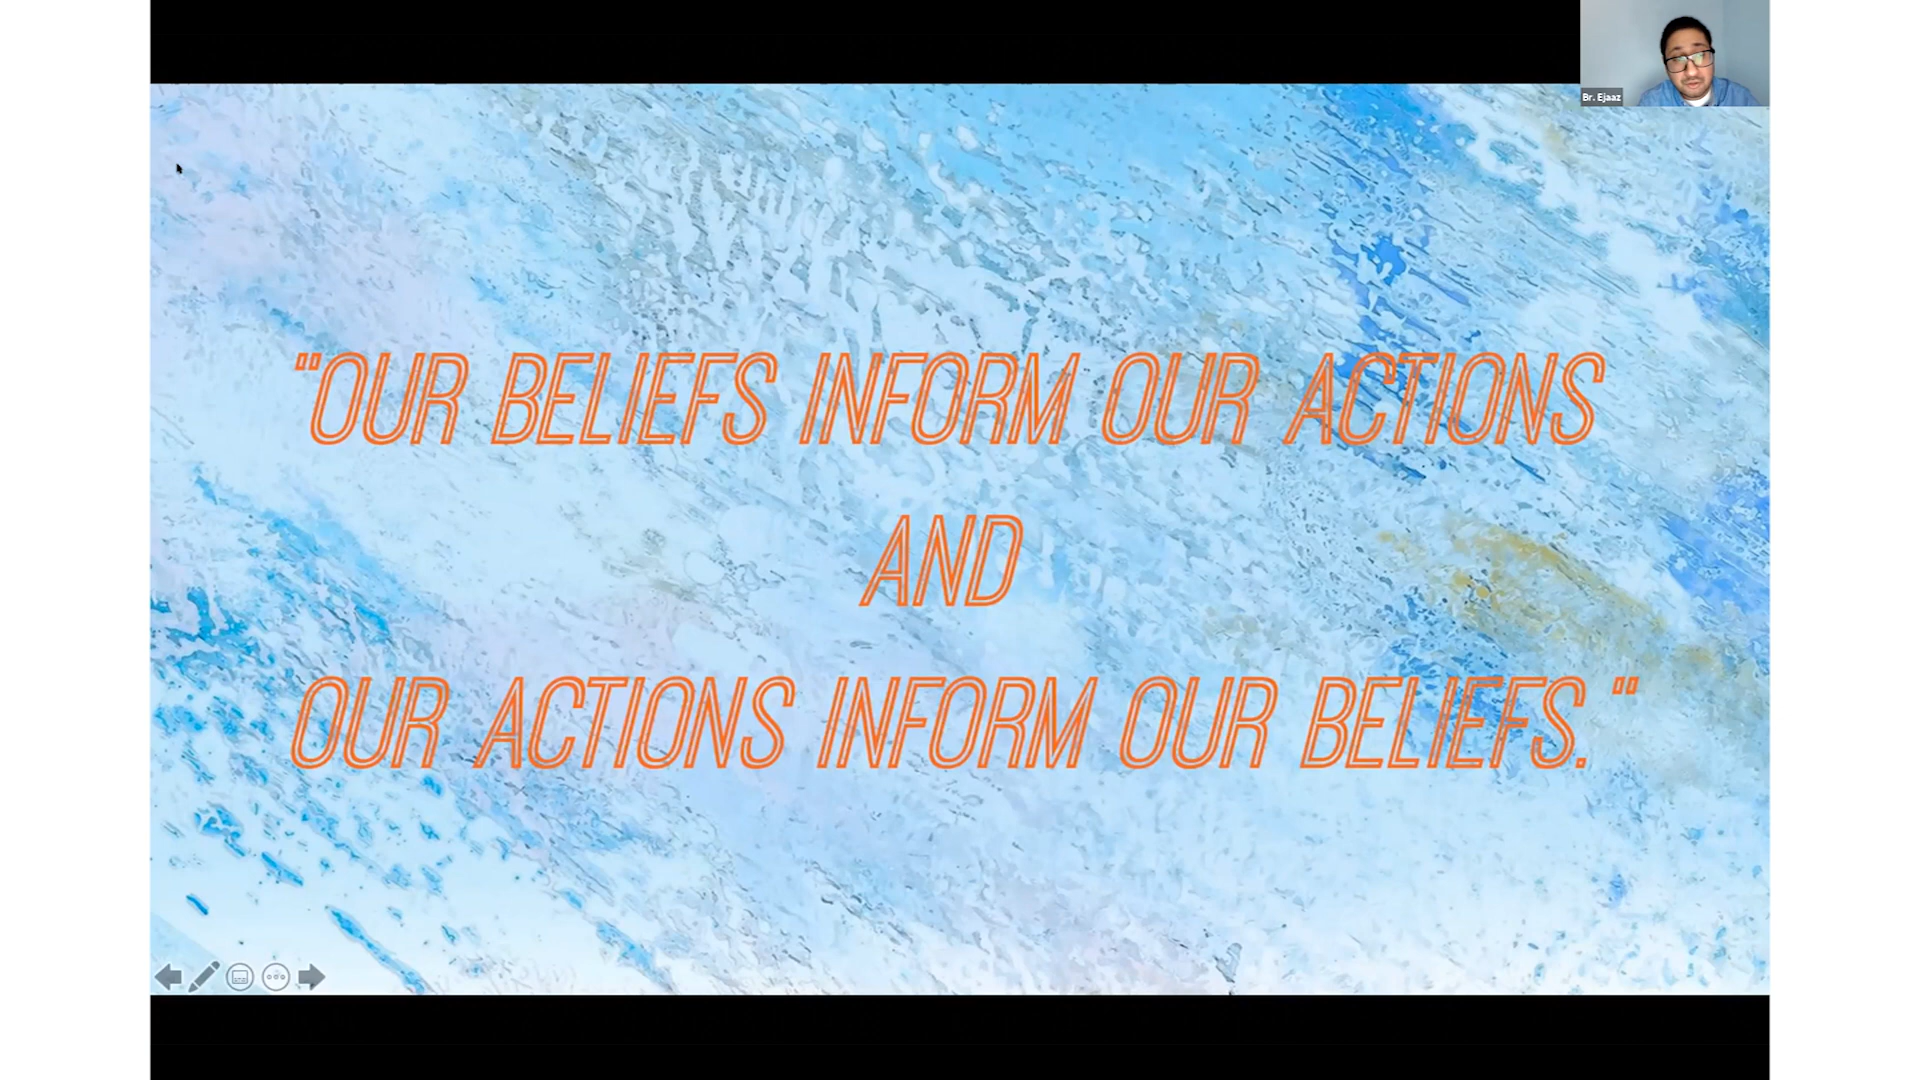 Br. Ejaaz
"OUR BELIEFS INFORM OUR ACTIONS
AND
OUR ACTIONS INFORM OUR BELIEFS."